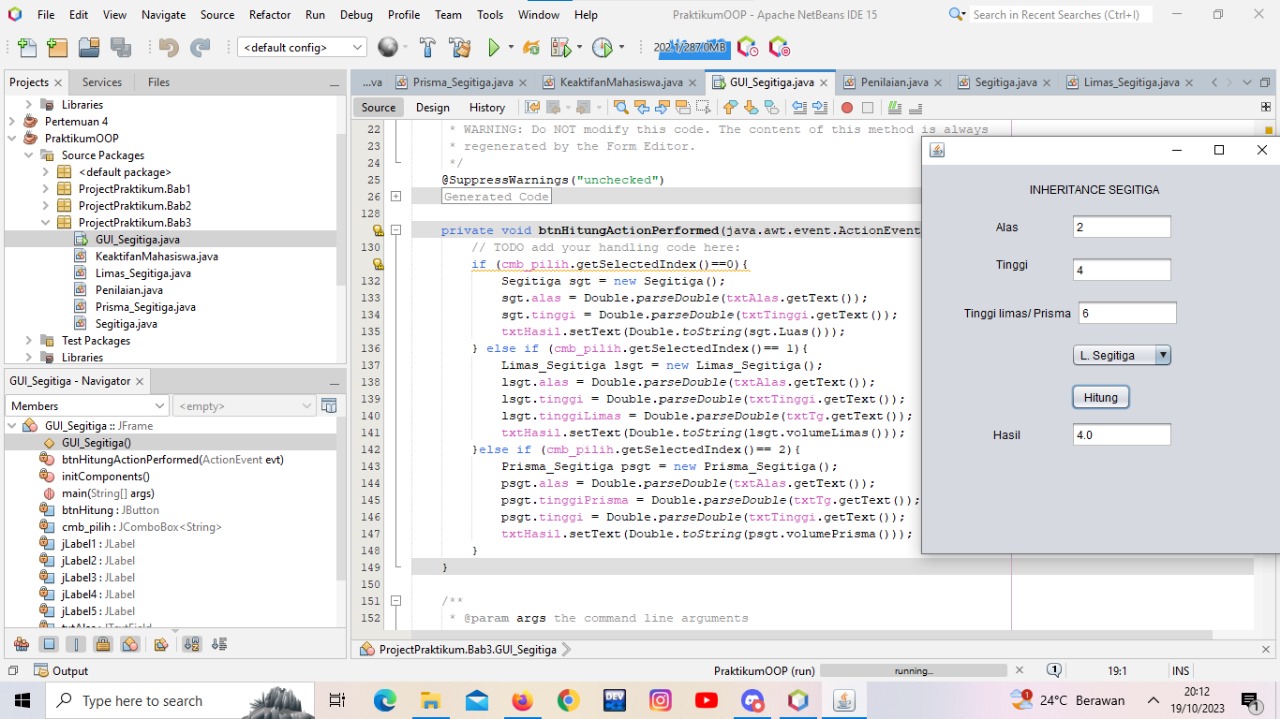 File Edit View Navigate Source Refactor Run Debug Profile Team Tools Window Help PraktikumOOP - Apache NetBeans IDE 15 Search in Recent Searches (Ctrl+I)
<default config>
Projects Services Files
Libraries
Pertemuan 4
PraktikumOOP
Source Packages
<default package>
ProjectPraktikum.Bab1
ProjectPraktikum.Bab2
ProjectPraktikum.Bab3
GUI_Segitiga.java
KeaktifanMahasiswa.java
Limas_Segitiga.java
Penilaian.java
Prisma_Segitiga.java
Segitiga.java
Test Packages
Libraries
GUI_Segitiga - Navigator
Members <empty>
GUI_Segitiga :: JFrame
GUI_Segitiga()
btnHitungActionPerformed(ActionEvent evt)
initComponents()
main(String[] args)
btnHitung : JButton
cmb_pilih : JComboBox<String>
jLabel1 : JLabel
jLabel2 : JLabel
jLabel3 : JLabel
jLabel4 : JLabel
jLabel5 : JLabel
...va Prisma_Segitiga.java KeaktifanMahasiswa.java GUI_Segitiga.java Penilaian.java Segitiga.java Limas_Segitiga.java
Source Design History
22 * WARNING: Do NOT modify this code. The content of this method is always
23 * regenerated by the Form Editor.
24 */
25 @SuppressWarnings("unchecked")
26 Generated Code
128
private void btnHitungActionPerformed(java.awt.event.ActionEvent
130 // TODO add your handling code here:
if (cmb_pilih.getSelectedIndex()==0){
132 Segitiga sgt = new Segitiga();
133 sgt.alas = Double.parseDouble(txtAlas.getText());
134 sgt.tinggi = Double.parseDouble(txtTinggi.getText());
135 txtHasil.setText(Double.toString(sgt.Luas()));
136 } else if (cmb_pilih.getSelectedIndex()== 1){
137 Limas_Segitiga lsgt = new Limas_Segitiga();
138 lsgt.alas = Double.parseDouble(txtAlas.getText());
139 lsgt.tinggi = Double.parseDouble(txtTinggi.getText());
140 lsgt.tinggiLimas = Double.parseDouble(txtTg.getText());
141 txtHasil.setText(Double.toString(lsgt.volumeLimas()));
142 }else if (cmb_pilih.getSelectedIndex()== 2){
143 Prisma_Segitiga psgt = new Prisma_Segitiga();
144 psgt.alas = Double.parseDouble(txtAlas.getText());
145 psgt.tinggiPrisma = Double.parseDouble(txtTg.getText());
146 psgt.tinggi = Double.parseDouble(txtTinggi.getText());
147 txtHasil.setText(Double.toString(psgt.volumePrisma()));
148 }
149 }
150
151 /**
152 * @param args the command line arguments
ProjectPraktikum.Bab3.GUI_Segitiga
INHERITANCE SEGITIGA
Alas 2
Tinggi 4
Tinggi limas/ Prisma 6
L. Segitiga
Hitung
Hasil 4.0
Output PraktikumOOP (run) running... 1 19:1 INS
Type here to search DEV 1 24°C Berawan 20:12
19/10/2023 1